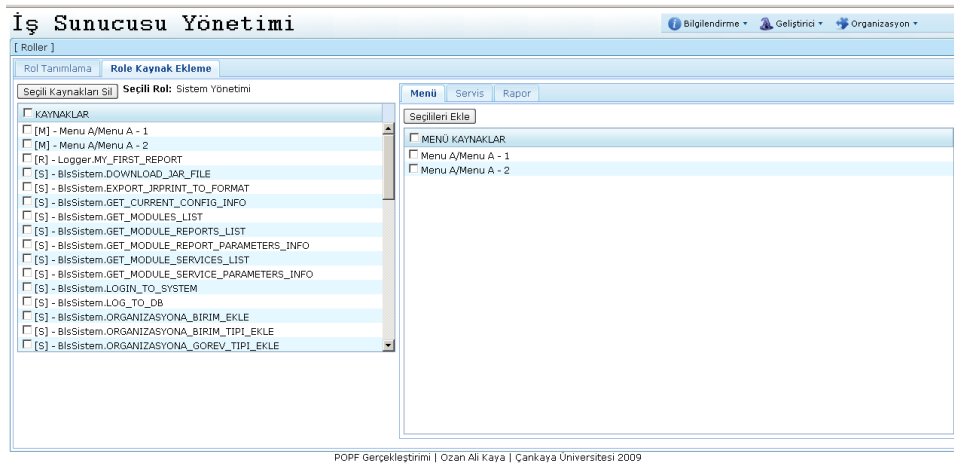 İş Sunucusu Yönetimi
Bilgilendirme Geliştirici Organizasyon
[ Roller ]
Rol Tanımlama Role Kaynak Ekleme
Seçili Kaynakları Sil Seçili Rol: Sistem Yönetimi
KAYNAKLAR
[M] - Menu A/Menu A - 1
[M] - Menu A/Menu A - 2
[R] - Logger.MY_FIRST_REPORT
[S] - BlsSistem.DOWNLOAD_JAR_FILE
[S] - BlsSistem.EXPORT_JRPRINT_TO_FORMAT
[S] - BlsSistem.GET_CURRENT_CONFIG_INFO
[S] - BlsSistem.GET_MODULES_LIST
[S] - BlsSistem.GET_MODULE_REPORTS_LIST
[S] - BlsSistem.GET_MODULE_REPORT_PARAMETERS_INFO
[S] - BlsSistem.GET_MODULE_SERVICES_LIST
[S] - BlsSistem.GET_MODULE_SERVICE_PARAMETERS_INFO
[S] - BlsSistem.LOGIN_TO_SYSTEM
[S] - BlsSistem.LOG_TO_DB
[S] - BlsSistem.ORGANIZASYONA_BIRIM_EKLE
[S] - BlsSistem.ORGANIZASYONA_BIRIM_TIPI_EKLE
[S] - BlsSistem.ORGANIZASYONA_GOREV_TIPI_EKLE
Menü Servis Rapor
Seçilileri Ekle
MENÜ KAYNAKLAR
Menu A/Menu A - 1
Menu A/Menu A - 2
POPF Gerçekleştirimi | Ozan Ali Kaya | Çankaya Üniversitesi 2009